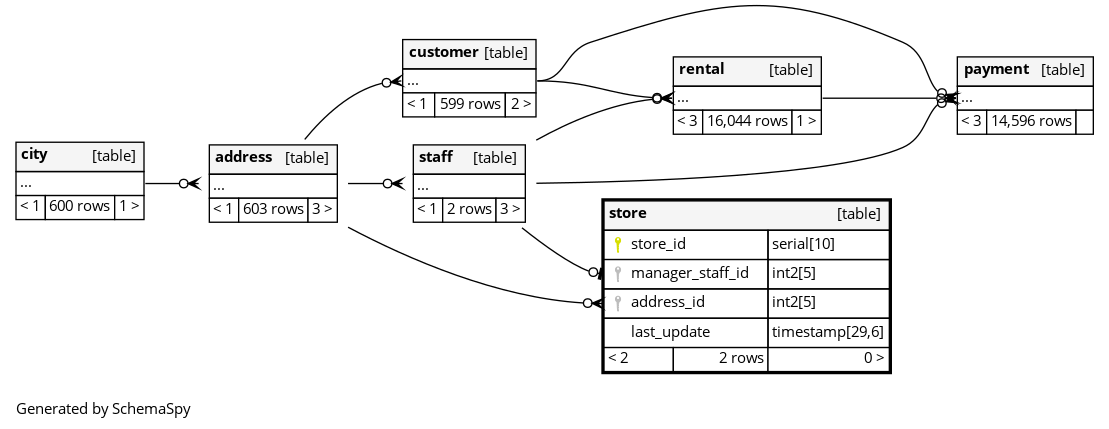 customer [table]
...
< 1 599 rows 2 >
rental [table]
...
< 3 16,044 rows 1 >
payment [table]
...
< 3 14,596 rows
city [table]
...
< 1 600 rows 1 >
address [table]
...
< 1 603 rows 3 >
staff [table]
...
< 1 2 rows 3 >
store [table]
store_id serial[10]
manager_staff_id int2[5]
address_id int2[5]
last_update timestamp[29,6]
< 2 2 rows 0 >
Generated by SchemaSpy